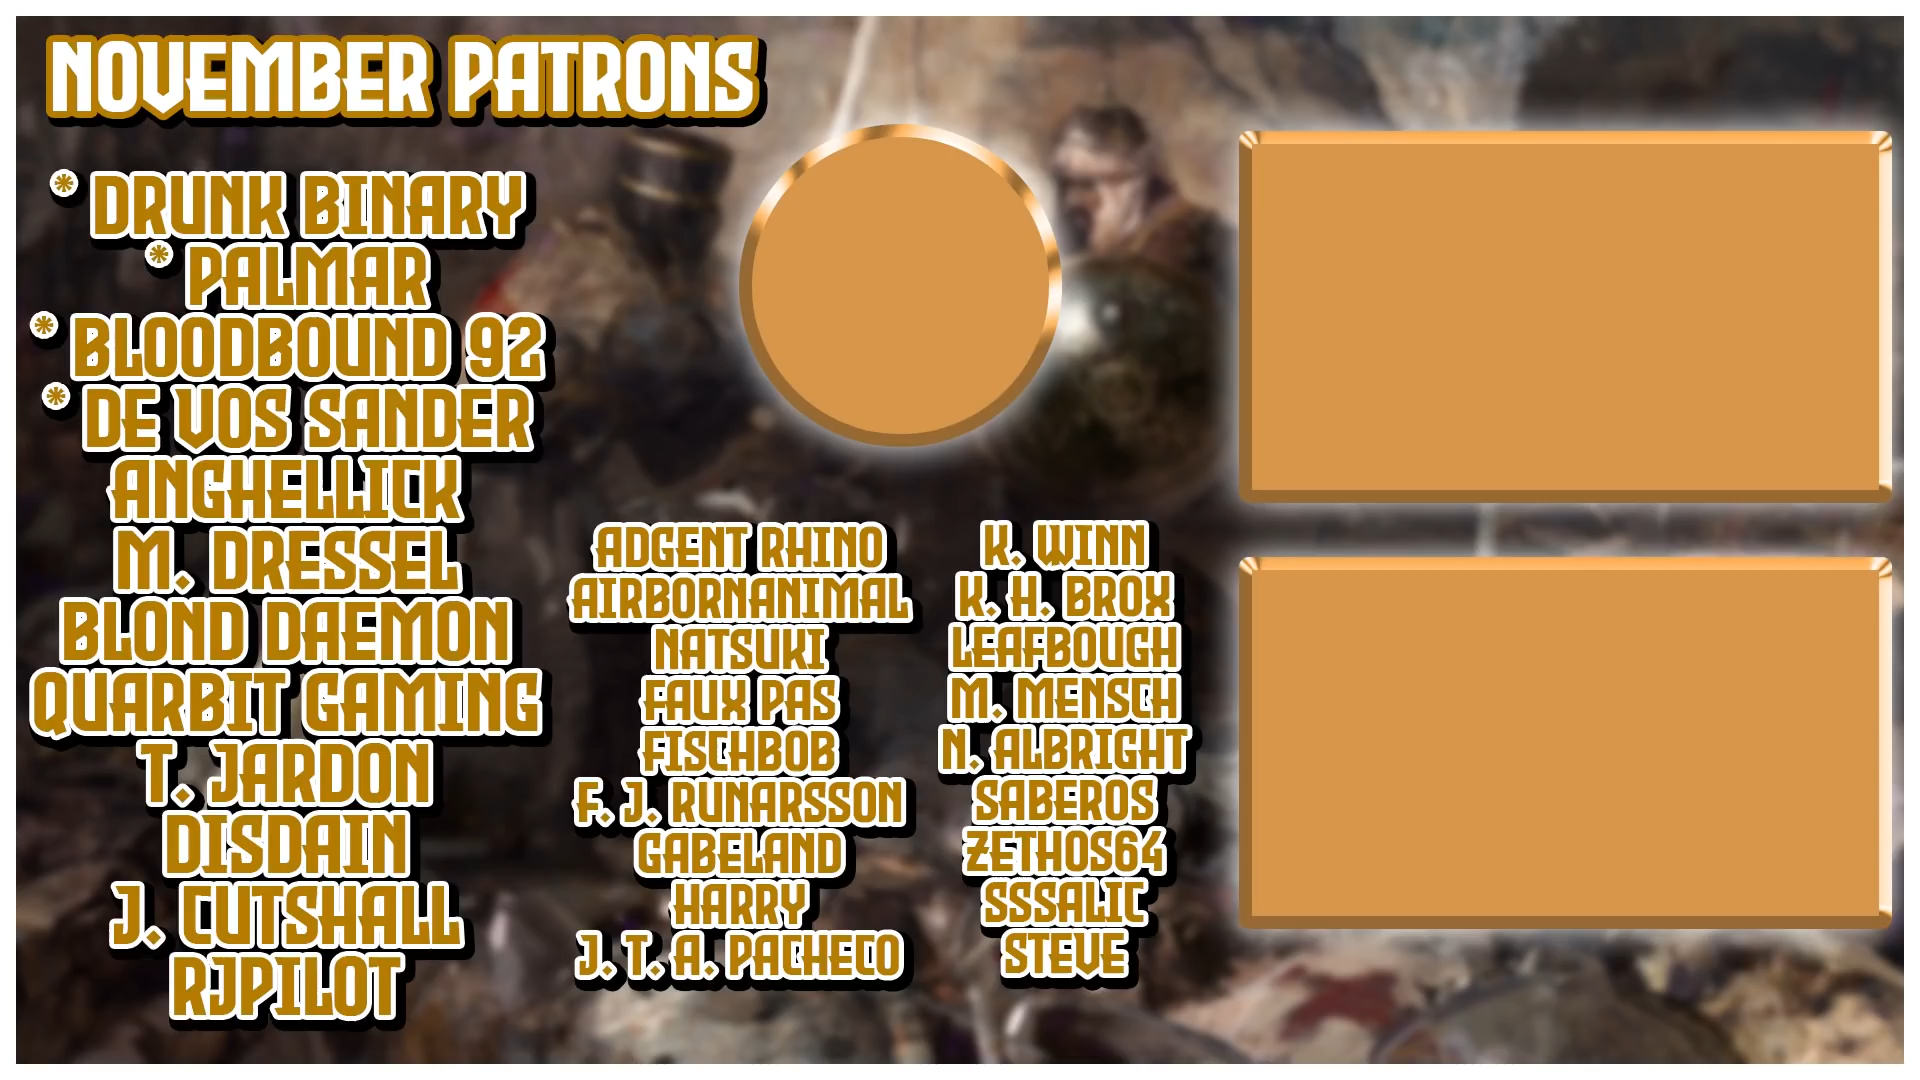 NOVEMBER PATRONS
* DRUNK BINARY
* PALMAR
* BLOODBOUND 92
* DE VOS SANDER
ANGHELLICK
M. DRESSEL
BLOND DAEMON
QUARBIT GAMING
T. JARDON
DISDAIN
J. CUTSHALL
RJPILOT
ADGENT RHINO
AIRBORNANIMAL
NATSUKI
FAUX PAS
FISCHBOB
F. J. RUNARSSON
GABELAND
HARRY
J. T. A. PACHECO
K. WINN
K. H. BROX
LEAFBOUGH
M. MENSCH
N. ALBRIGHT
SABEROS
ZETHOS64
SSSALIC
STEVE